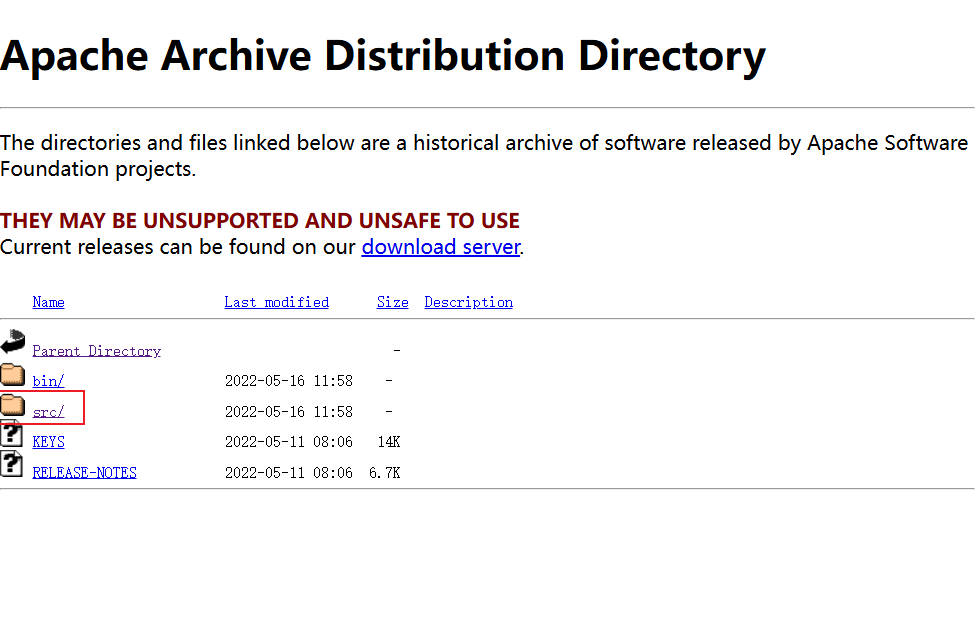 Apache Archive Distribution Directory
The directories and files linked below are a historical archive of software released by Apache Software
Foundation projects.
THEY MAY BE UNSUPPORTED AND UNSAFE TO USE
Current releases can be found on our download server.
Name Last modified Size Description
Parent Directory -
bin/ 2022-05-16 11:58 -
src/ 2022-05-16 11:58 -
KEYS 2022-05-11 08:06 14K
RELEASE-NOTES 2022-05-11 08:06 6.7K